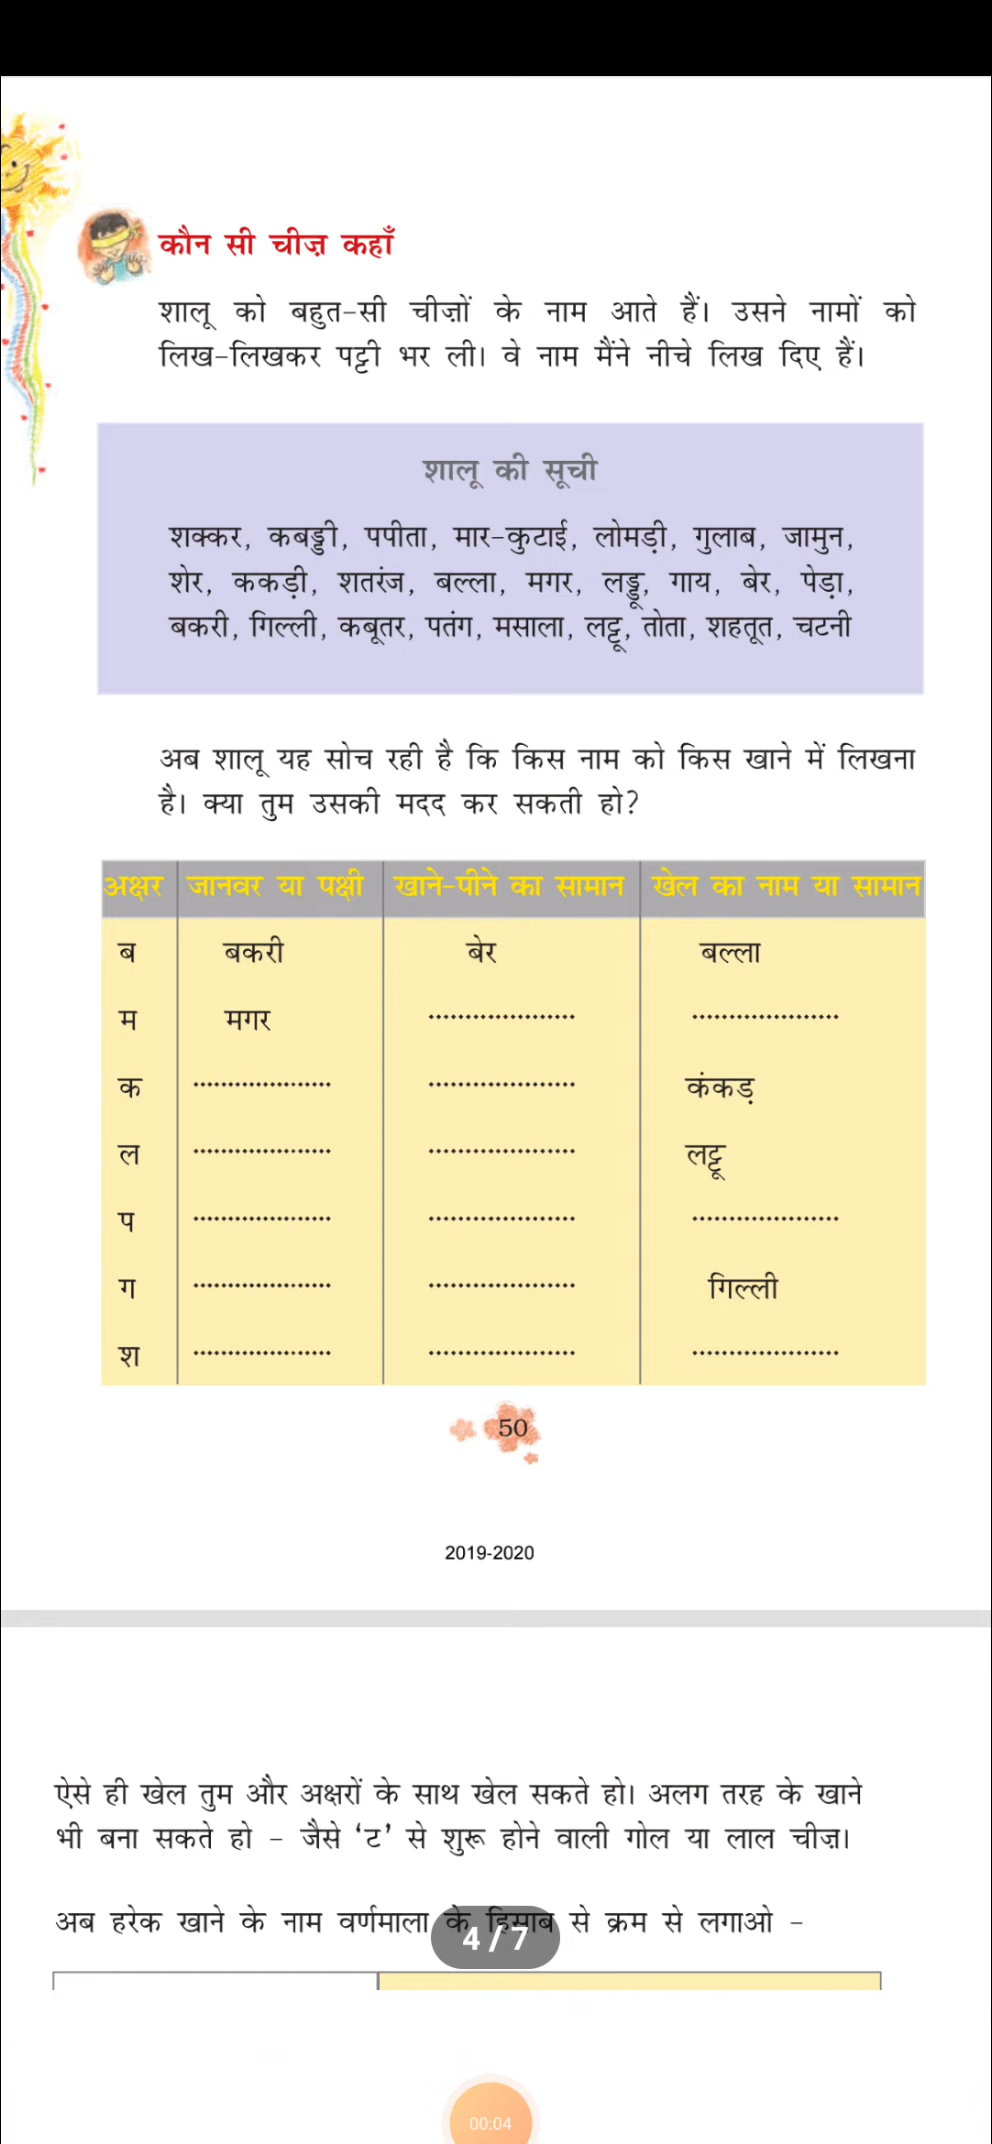 कौन सी चीज़ कहाँ
शालू को बहुत-सी चीज़ों के नाम आते हैं। उसने नामों को
लिख-लिखकर पट्टी भर ली। वे नाम मैंने नीचे लिख दिए हैं।
शालू की सूची
शक्कर, कबड्डी, पपीता, मार-कुटाई, लोमड़ी, गुलाब, जामुन,
शेर, ककड़ी, शतरंज, बल्ला, मगर, लड्डू, गाय, बेर, पेड़ा,
बकरी, गिल्ली, कबूतर, पतंग, मसाला, लट्टू, तोता, शहतूत, चटनी
अब शालू यह सोच रही है कि किस नाम को किस खाने में लिखना
है। क्या तुम उसकी मदद कर सकती हो?
अक्षर जानवर या पक्षी खाने-पीने का सामान खेल का नाम या सामान
ब बकरी बेर बल्ला
म मगर ..................... .....................
क ..................... ..................... कंकड़
ल ..................... ..................... लट्टू
प ..................... ..................... .....................
ग ..................... ..................... गिल्ली
श ..................... ..................... .....................
50
2019-2020
ऐसे ही खेल तुम और अक्षरों के साथ खेल सकते हो। अलग तरह के खाने
भी बना सकते हो - जैसे ‘ट’ से शुरू होने वाली गोल या लाल चीज़।
अब हरेक खाने के नाम वर्णमाला के हिसाब से क्रम से लगाओ -
4 / 7
00:04